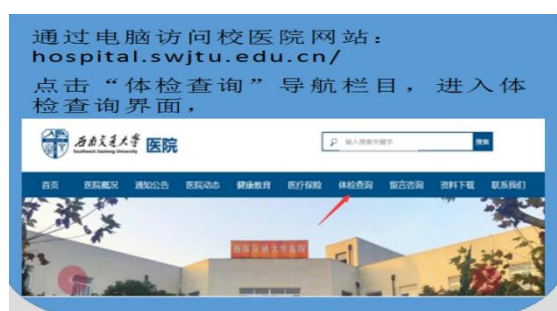 通过电脑访问校医院网站：
hospital.swjtu.edu.cn/
点击“体检查询”导航栏目，进入体
检查询界面，
西南交通大学 医院
Southwest Jiaotong University
输入搜索关键字 搜索
首页 医院概况 通知公告 医院动态 健康教育 医疗保险 体检查询 留言咨询 资料下载 联系我们
西南交通大学医院